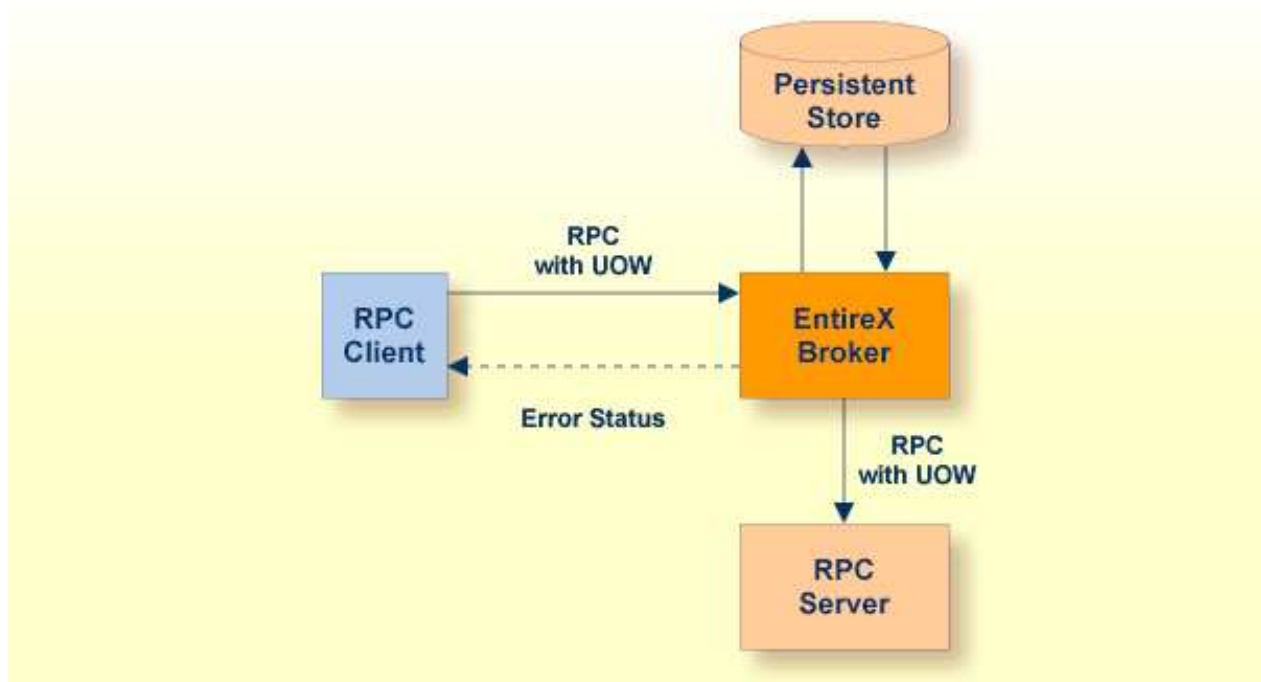 Persistent
Store
RPC
with UOW
RPC
Client
EntireX
Broker
Error Status
RPC
with UOW
RPC
Server